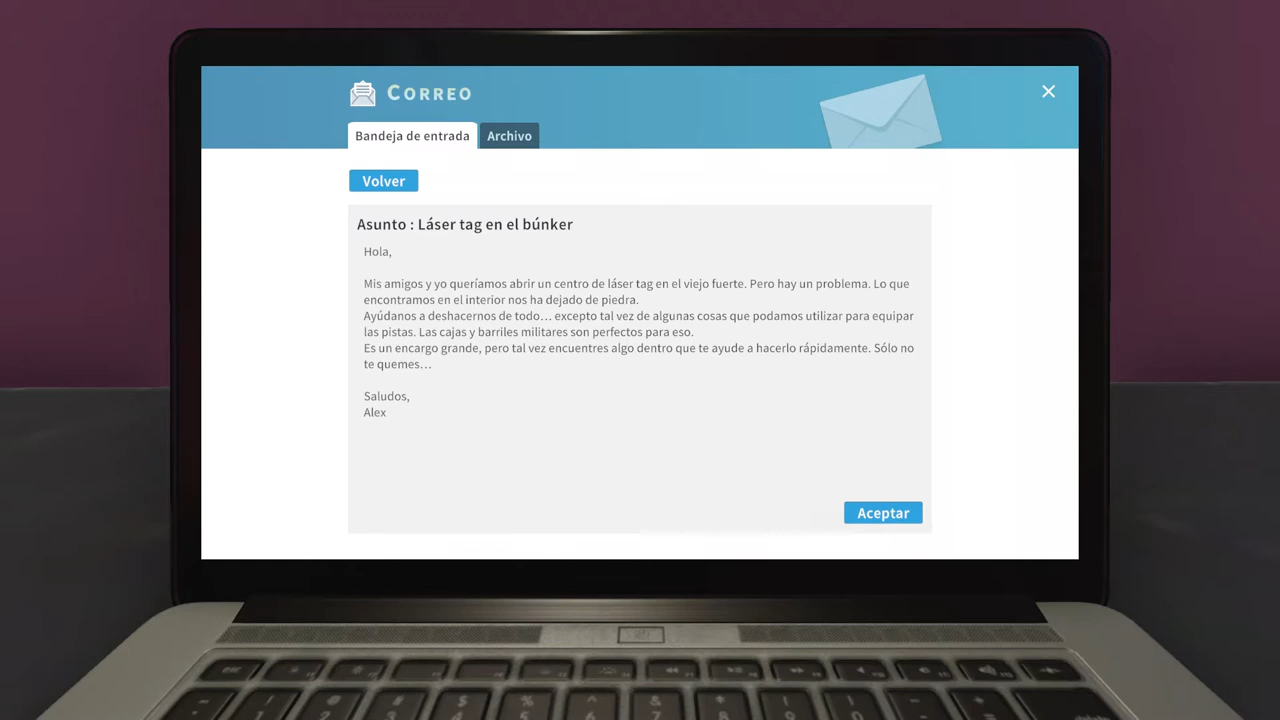 CORREO
Bandeja de entrada
Archivo
Volver
Asunto : Láser tag en el búnker
Hola,
Mis amigos y yo queríamos abrir un centro de láser tag en el viejo fuerte. Pero hay un problema. Lo que
encontramos en el interior nos ha dejado de piedra.
Ayúdanos a deshacernos de todo... excepto tal vez de algunas cosas que podamos utilizar para equipar
las pistas. Las cajas y barriles militares son perfectos para eso.
Es un encargo grande, pero tal vez encuentres algo dentro que te ayude a hacerlo rápidamente. Sólo no
te quemes...
Saludos,
Alex
Aceptar